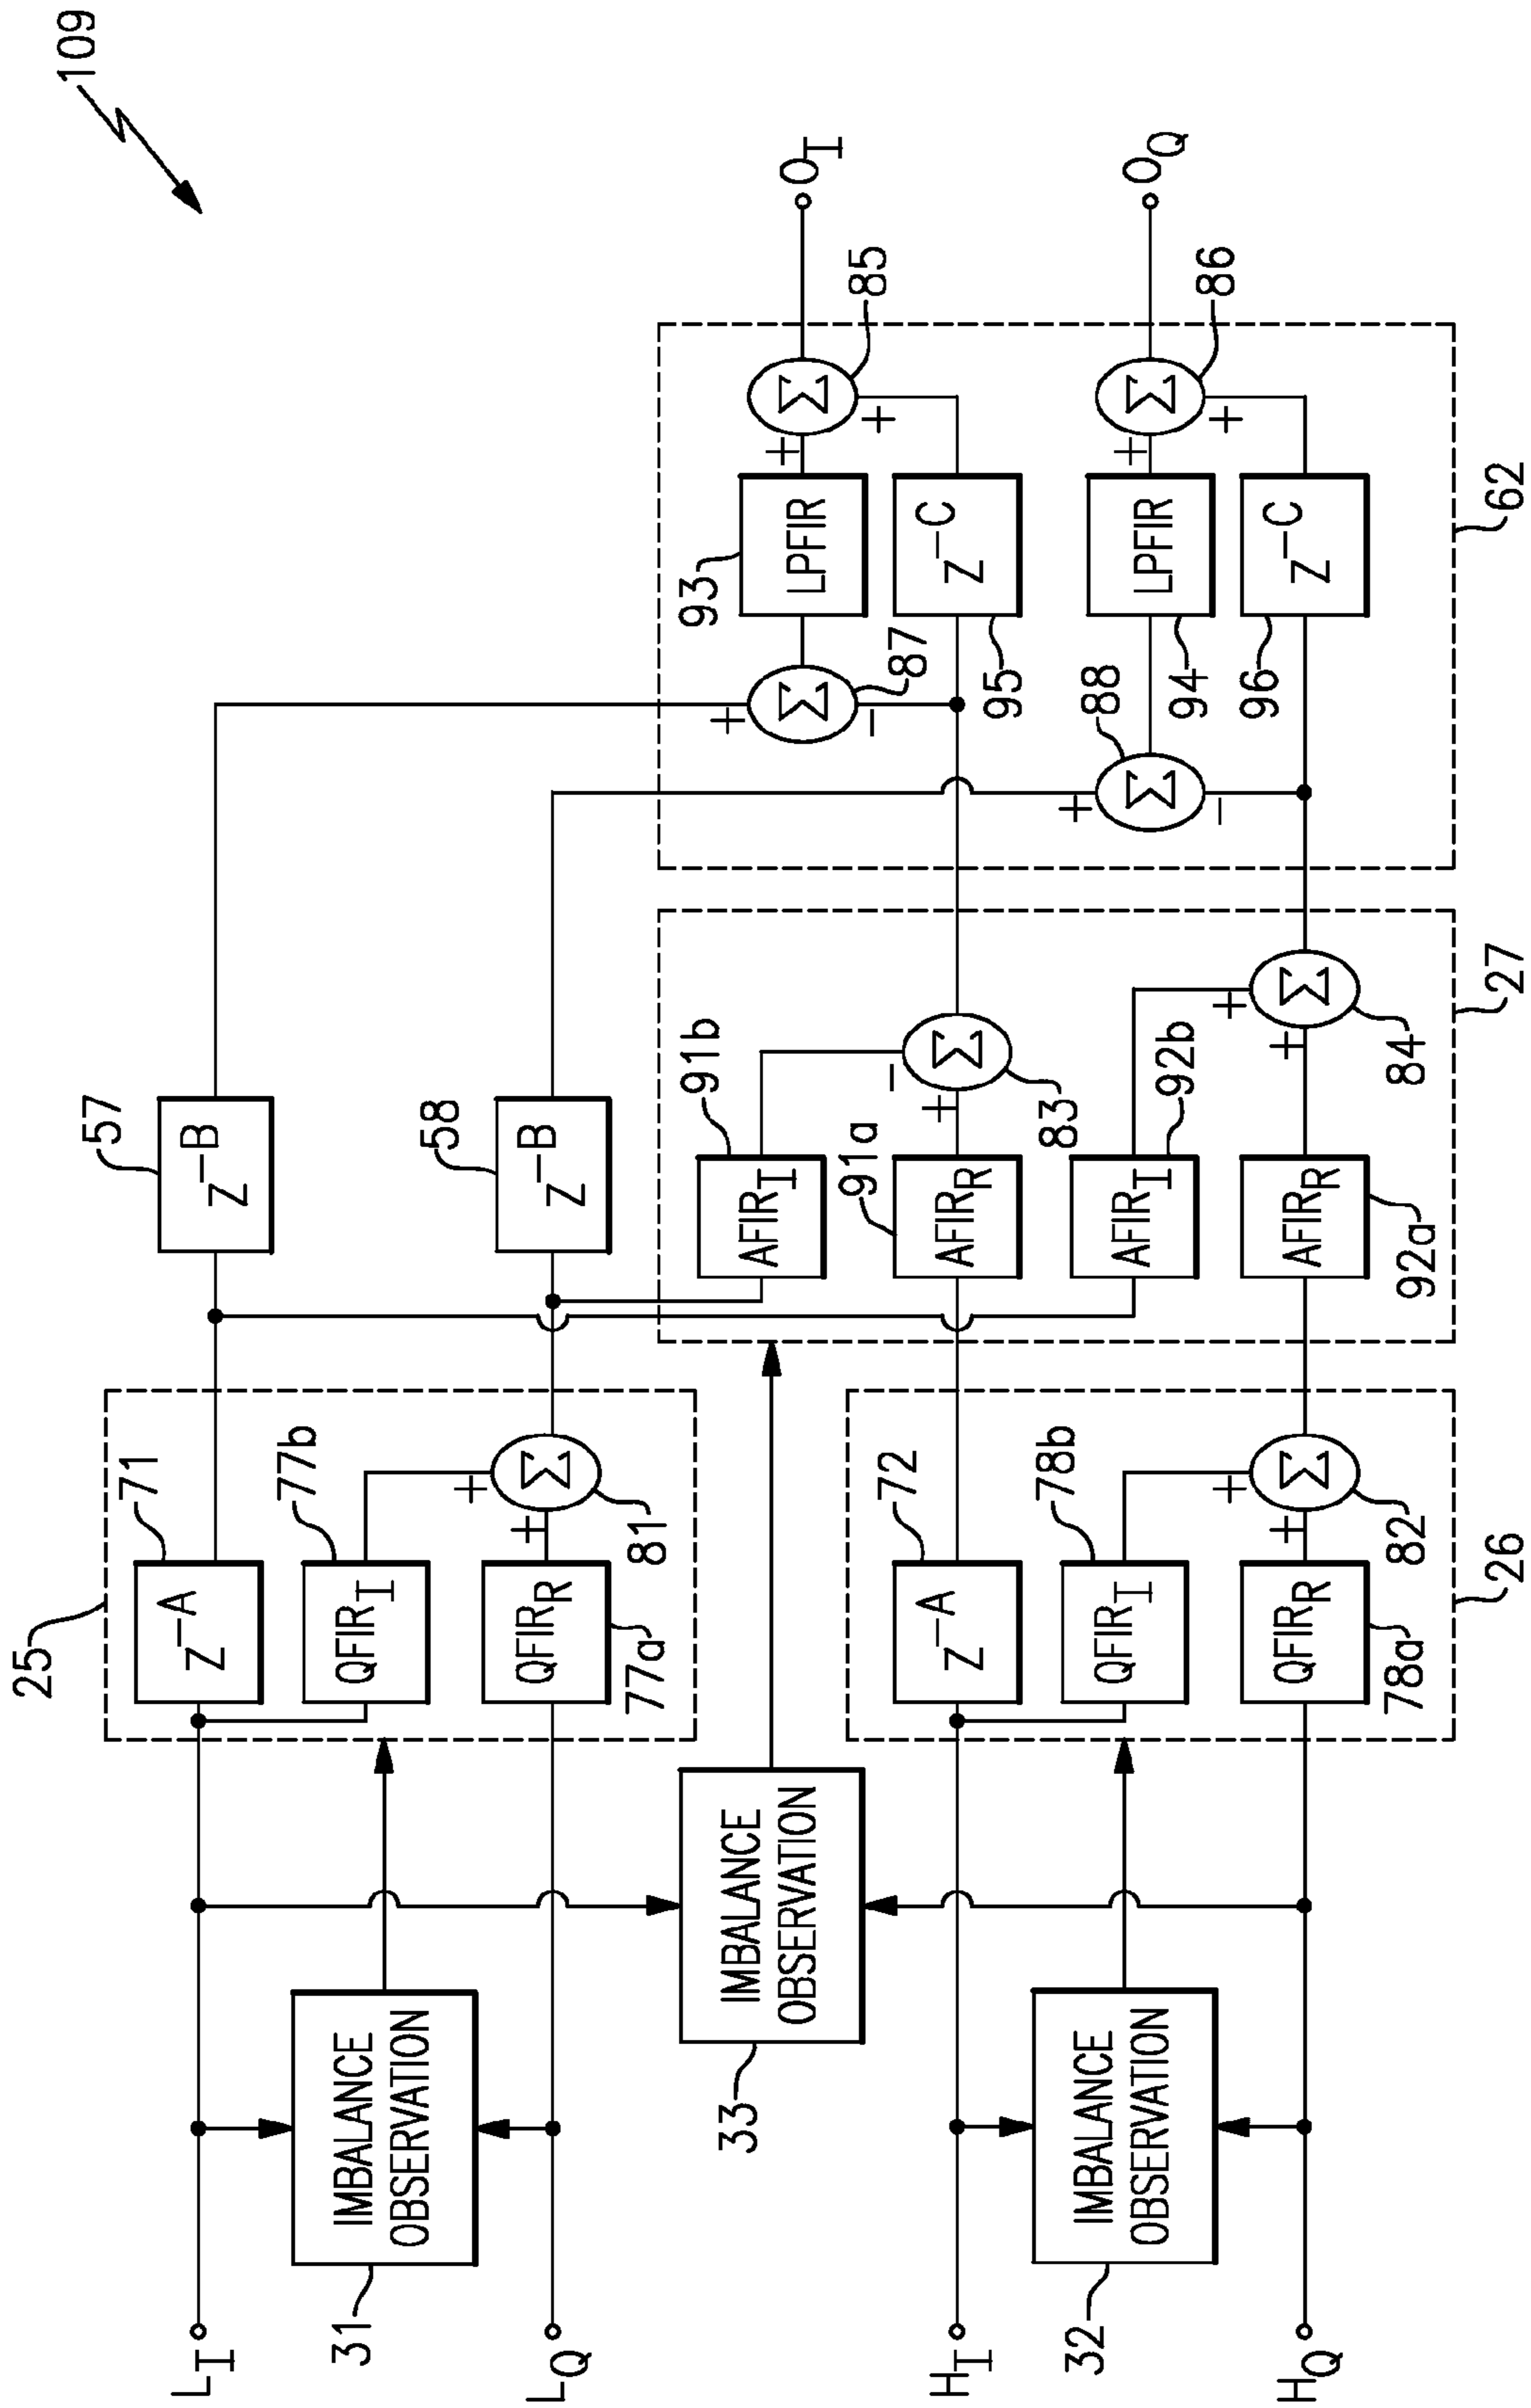 109
25
71
Z^-A
77b
QFIR_I
QFIR_R
77a
81
57
Z^-B
58
Z^-B
L_I
L_Q
31
IMBALANCE
OBSERVATION
33
IMBALANCE
OBSERVATION
H_I
H_Q
32
IMBALANCE
OBSERVATION
72
Z^-A
78b
QFIR_I
QFIR_R
78a
82
26
91b
AFIR_I
91a
AFIR_R
83
92b
AFIR_I
AFIR_R
92a
84
27
Σ
Σ
Σ
Σ
Σ
Σ
Σ
Σ
+
+
+
+
−
+
+
+
+
−
+
−
+
+
+
+
87
88
93
LPFIR
Z^-C
95
LPFIR
94
Z^-C
96
85
86
62
O_I
O_Q